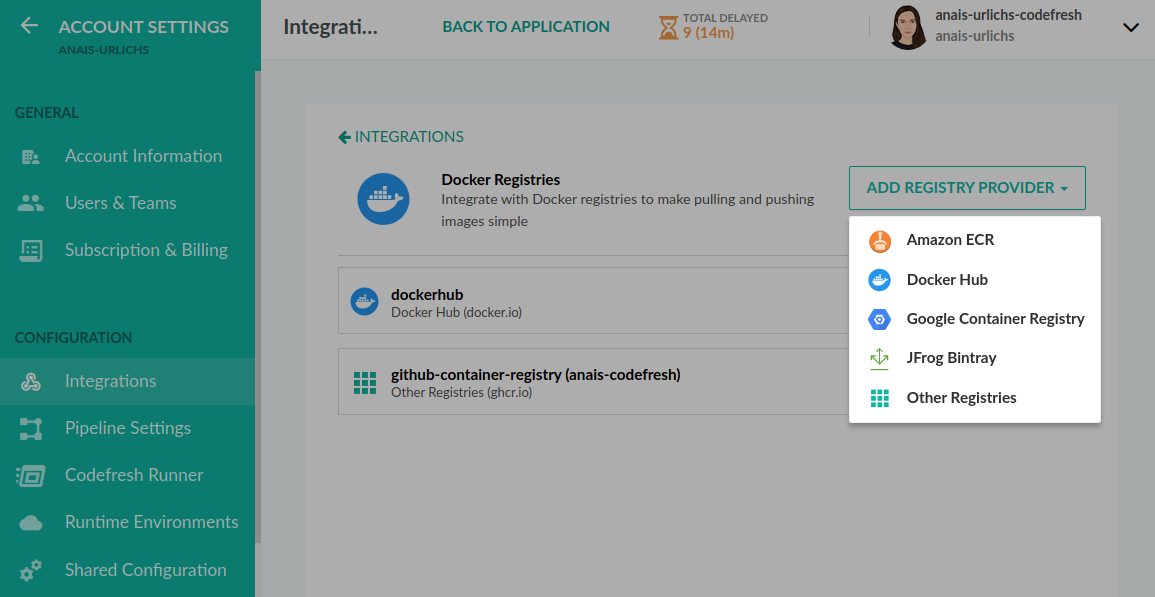 ACCOUNT SETTINGS
ANAIS-URLICHS
GENERAL
Account Information
Users & Teams
Subscription & Billing
CONFIGURATION
Integrations
Pipeline Settings
Codefresh Runner
Runtime Environments
Shared Configuration
Integrati...
BACK TO APPLICATION
TOTAL DELAYED
9 (14m)
anais-urlichs-codefresh
anais-urlichs
INTEGRATIONS
Docker Registries
Integrate with Docker registries to make pulling and pushing
images simple
ADD REGISTRY PROVIDER
Amazon ECR
Docker Hub
Google Container Registry
JFrog Bintray
Other Registries
dockerhub
Docker Hub (docker.io)
github-container-registry (anais-codefresh)
Other Registries (ghcr.io)